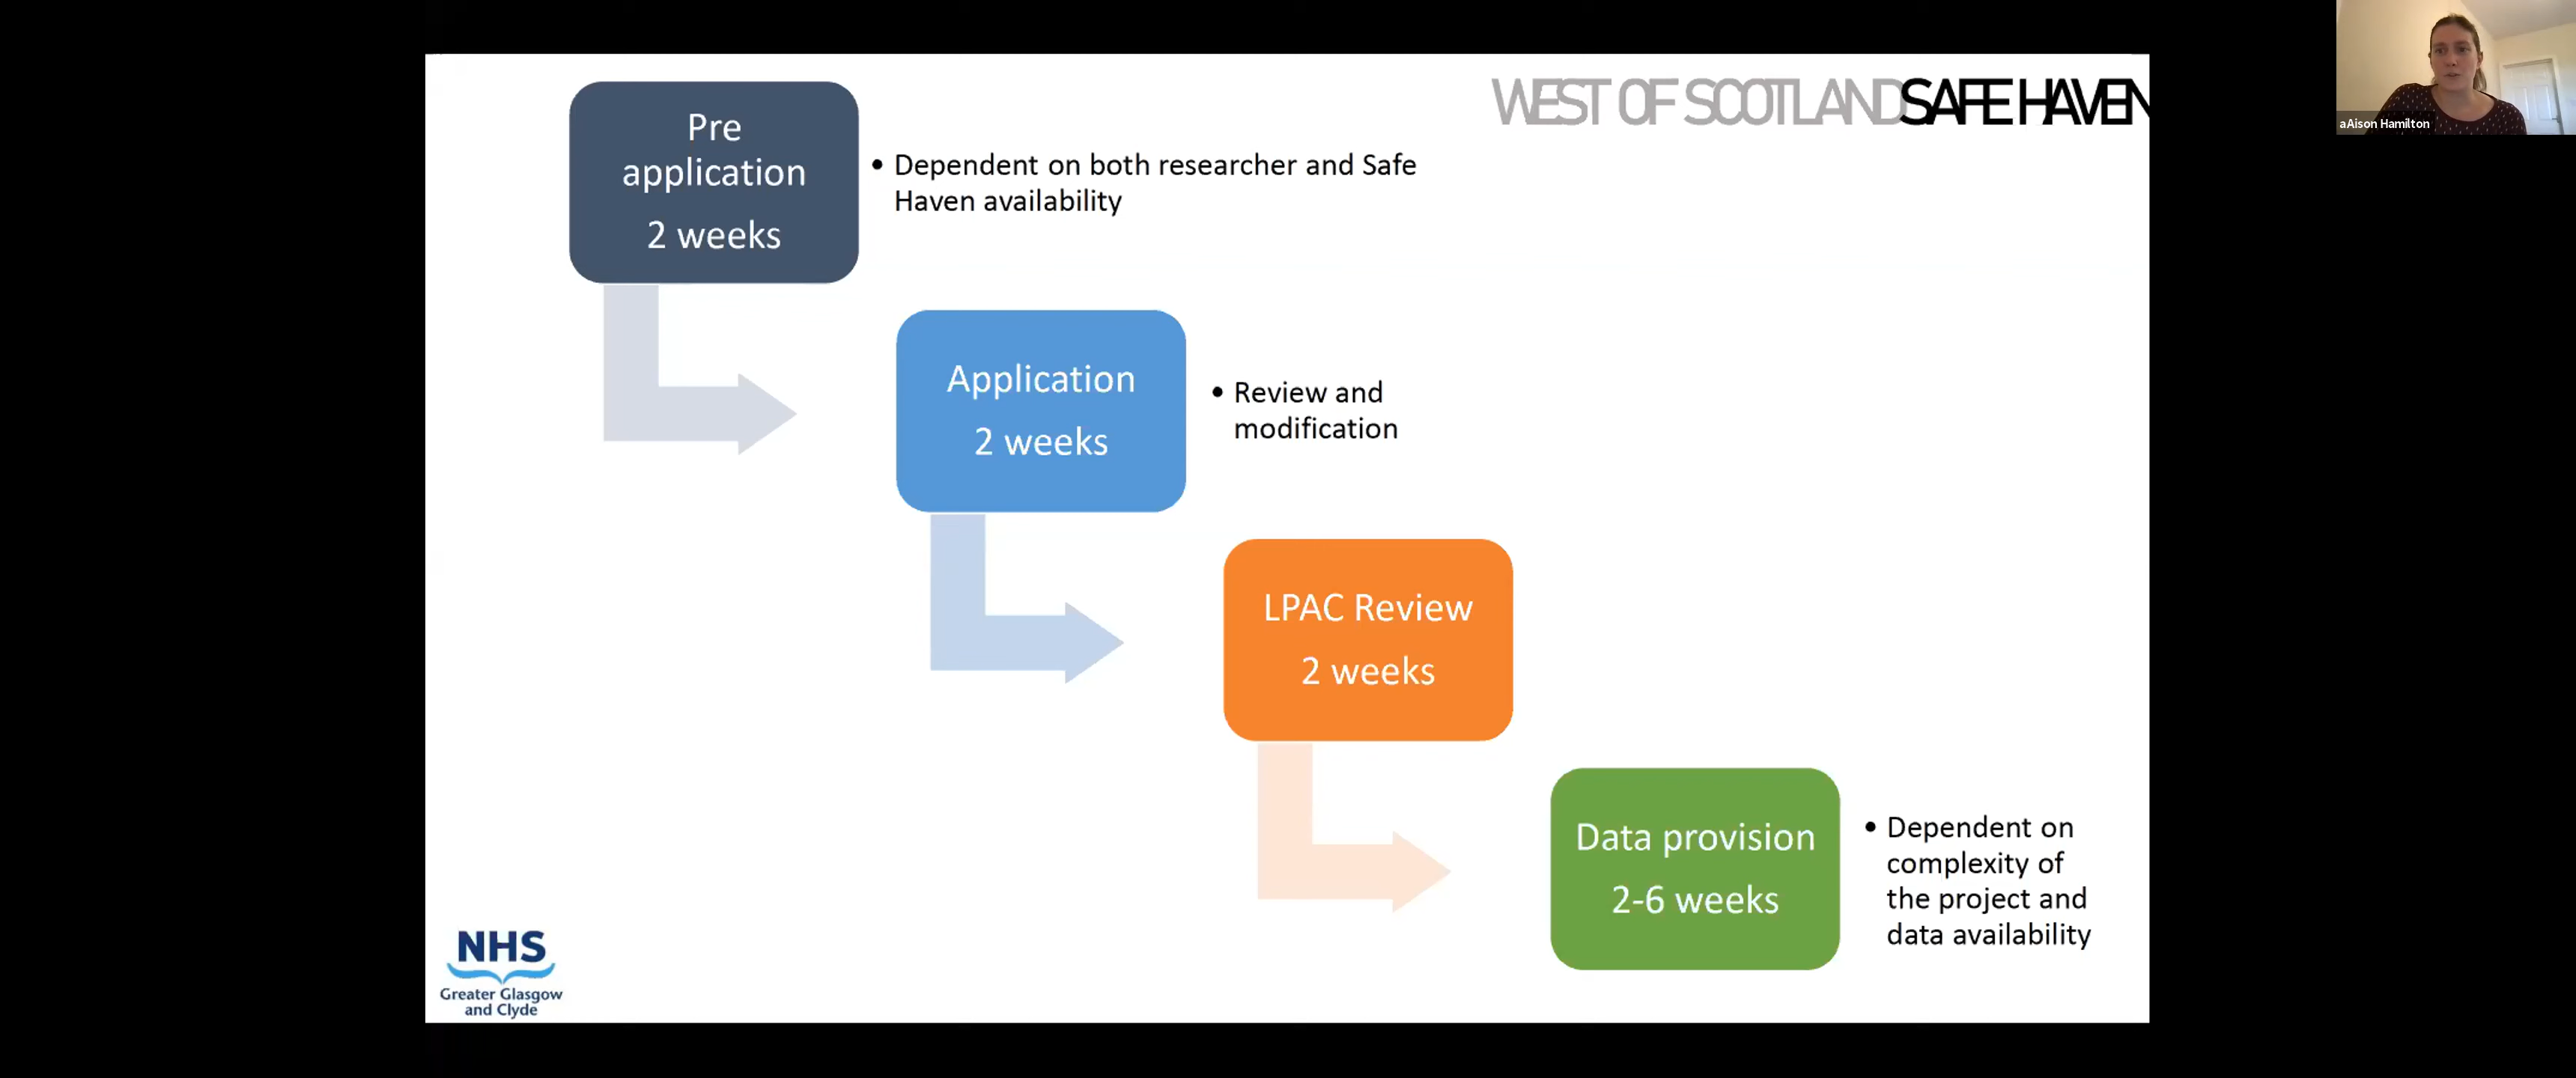 WEST OF SCOTLANDSAFE HAVEN
aAison Hamilton
Pre
application
2 weeks
• Dependent on both researcher and Safe
Haven availability
Application
2 weeks
• Review and
modification
LPAC Review
2 weeks
Data provision
2-6 weeks
• Dependent on
complexity of
the project and
data availability
NHS
Greater Glasgow
and Clyde